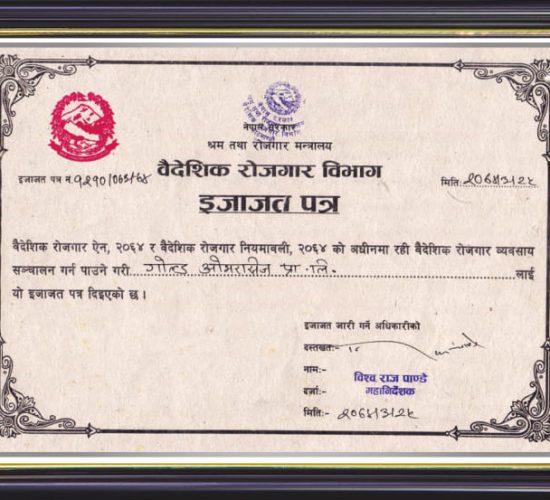 नेपाल सरकार
श्रम तथा रोजगार मन्त्रालय
वैदेशिक रोजगार विभाग
इजाजत पत्र न.
मिति:
इजाजत पत्र
वैदेशिक रोजगार ऐन, २०६४ र वैदेशिक रोजगार नियमावली, २०६४ को अधीनमा रही वैदेशिक रोजगार व्यवसाय
सञ्चालन गर्न पाउने गरी गोल्ड ओभरसिज प्रा. लि. लाई
यो इजाजत पत्र दिइएको छ ।
इजाजत जारी गर्ने अधिकारीको
दस्तखत:-
नाम:- विश्व राज पाण्डे
दर्जा:- महानिर्देशक
मिति:-